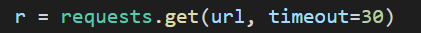 r = requests.get(url, timeout=30)